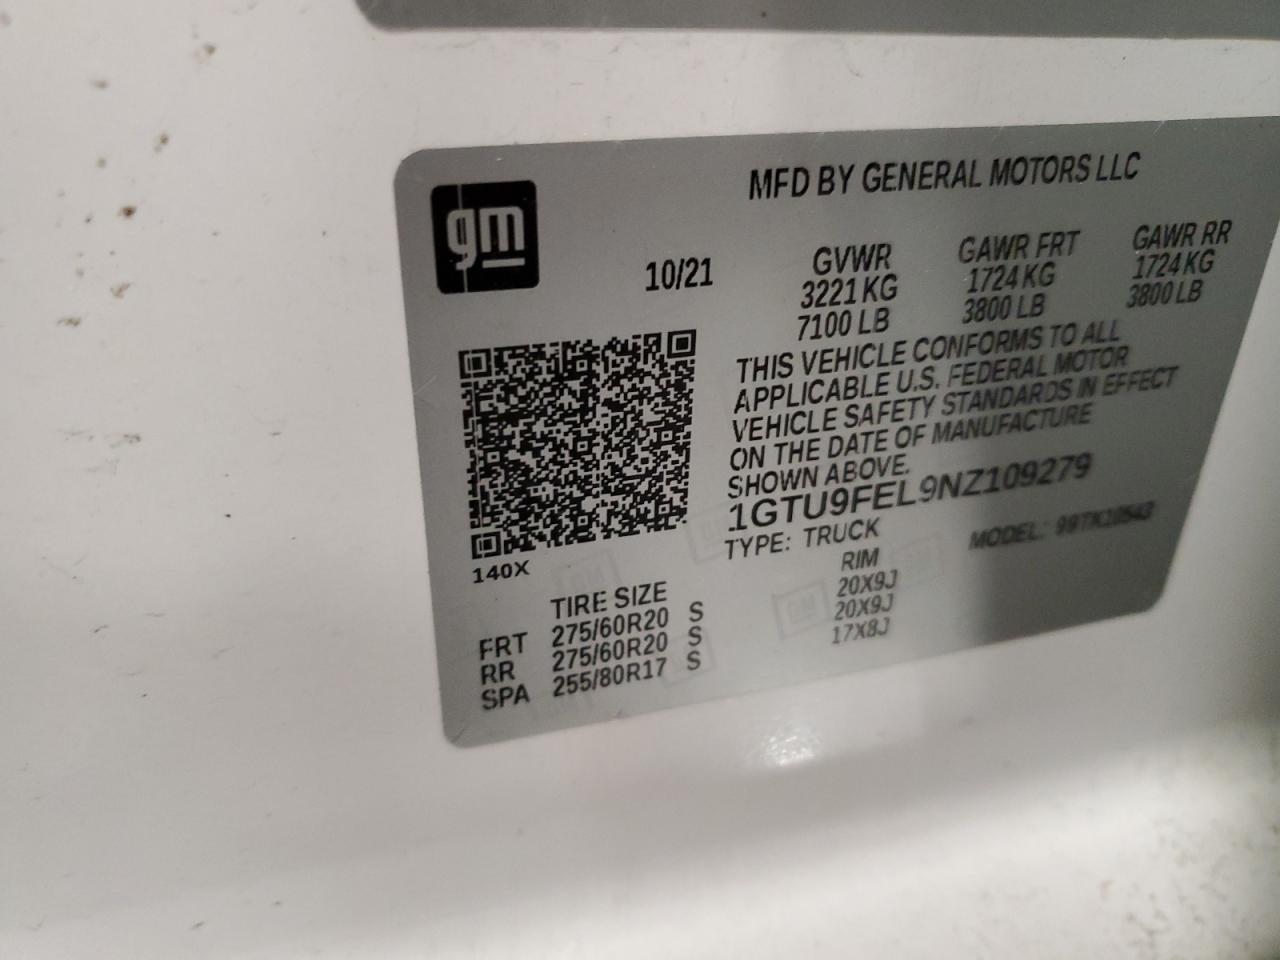 gm
MFD BY GENERAL MOTORS LLC
10/21
GVWR GAWR FRT GAWR RR
3221 KG 1724 KG 1724 KG
7100 LB 3800 LB 3800 LB
THIS VEHICLE CONFORMS TO ALL
APPLICABLE U.S. FEDERAL MOTOR
VEHICLE SAFETY STANDARDS IN EFFECT
ON THE DATE OF MANUFACTURE
SHOWN ABOVE.
1GTU9FEL9NZ109279
TYPE: TRUCK MODEL:
140X
TIRE SIZE RIM
FRT 275/60R20 S 20X9J
RR 275/60R20 S 20X9J
SPA 255/80R17 S 17X8J